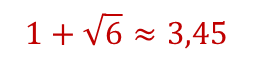 1 + √6 ≈ 3,45